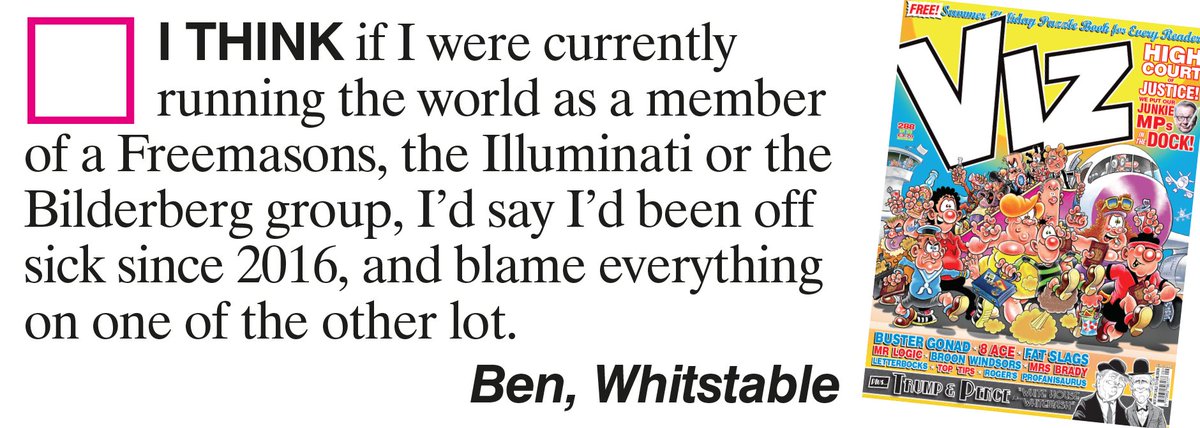 I THINK if I were currently
running the world as a member
of a Freemasons, the Illuminati or the
Bilderberg group, I’d say I’d been off
sick since 2016, and blame everything
on one of the other lot.
Ben, Whitstable
FREE! Summer Holiday Puzzle Book for Every Reader
VIZ
HIGH
COURT
OF
JUSTICE!
WE PUT OUR
JUNKIE
MPs
IN THE
DOCK!
288
BUSTER GONAD • 8 ACE • FAT SLAGS
MR LOGIC • BROON WINDSORS • MRS BRADY
LETTERBOCKS • TOP TIPS • ROGER'S PROFANISAURUS
PLUS... TRUMP & PENCE